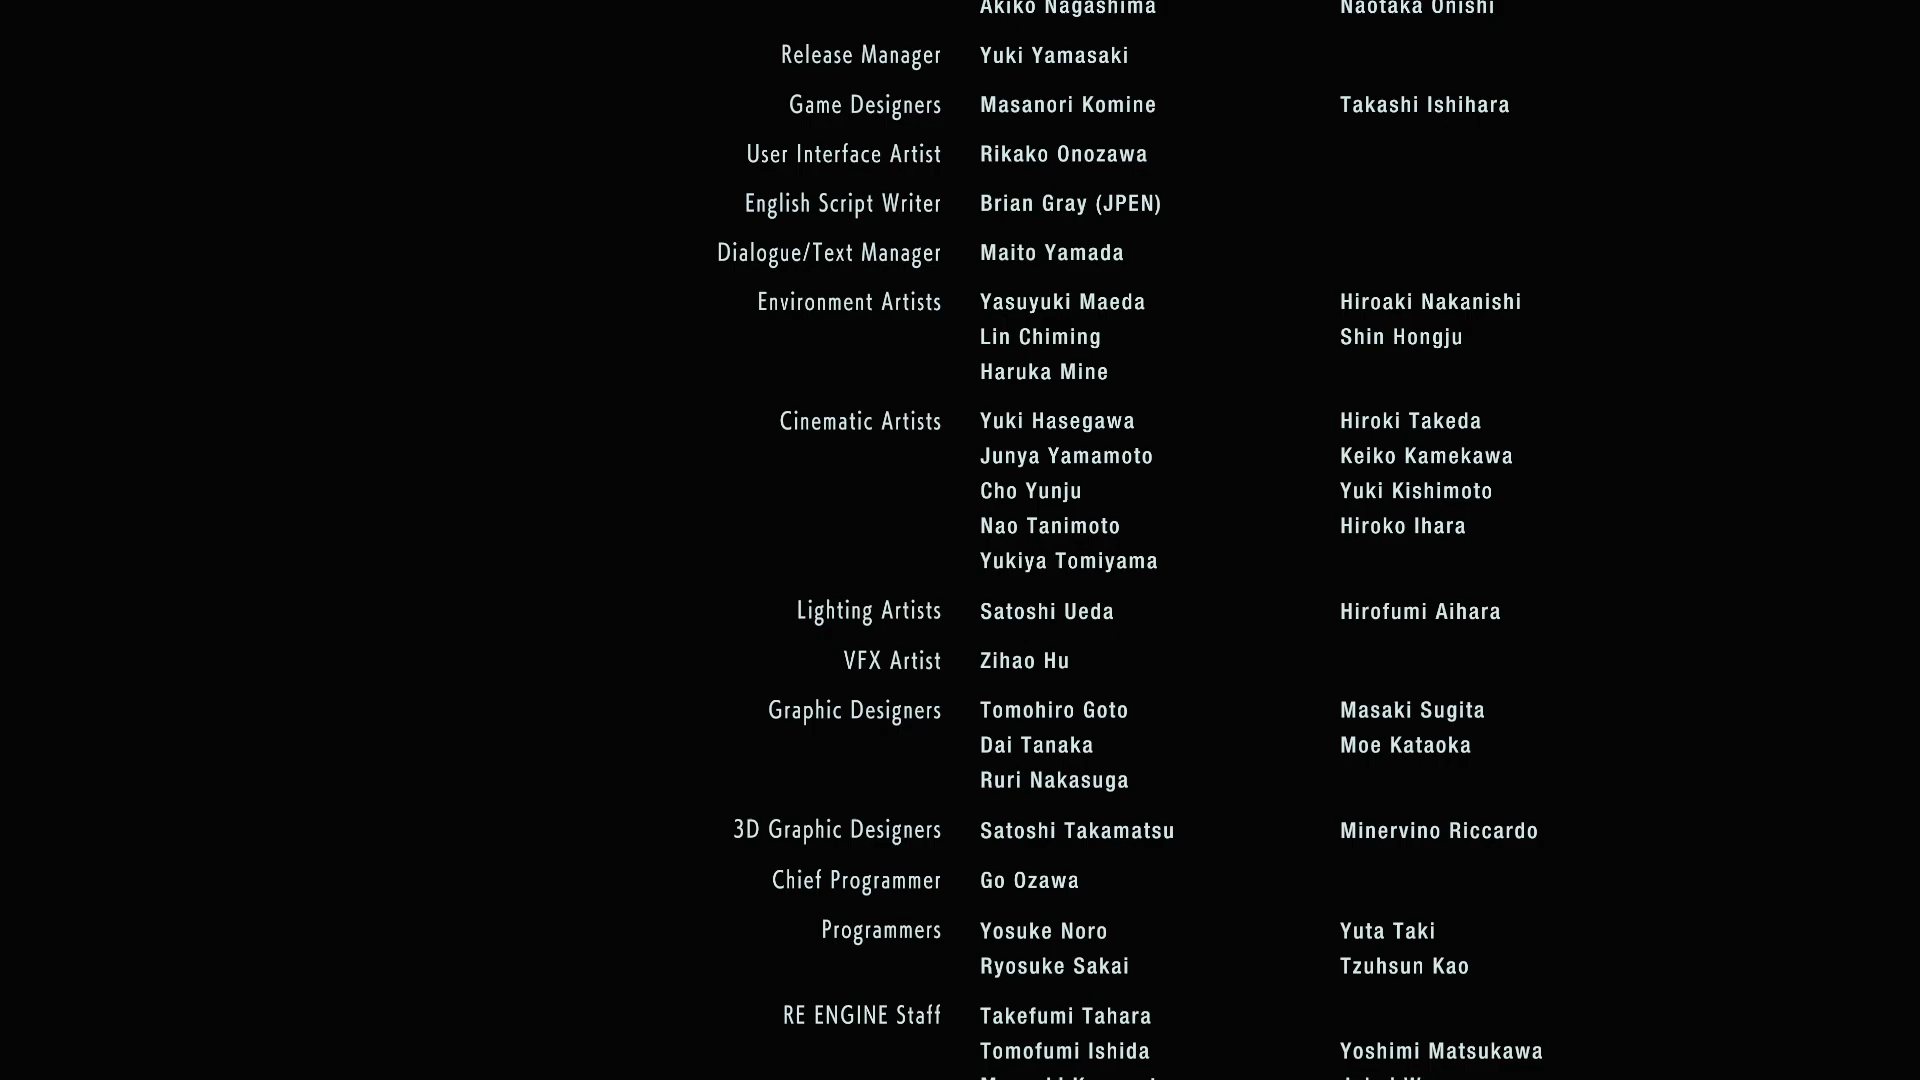 Akiko Nagashima Naotaka Onishi
Release Manager Yuki Yamasaki
Game Designers Masanori Komine Takashi Ishihara
User Interface Artist Rikako Onozawa
English Script Writer Brian Gray (JPEN)
Dialogue/Text Manager Maito Yamada
Environment Artists Yasuyuki Maeda Hiroaki Nakanishi
Lin Chiming Shin Hongju
Haruka Mine
Cinematic Artists Yuki Hasegawa Hiroki Takeda
Junya Yamamoto Keiko Kamekawa
Cho Yunju Yuki Kishimoto
Nao Tanimoto Hiroko Ihara
Yukiya Tomiyama
Lighting Artists Satoshi Ueda Hirofumi Aihara
VFX Artist Zihao Hu
Graphic Designers Tomohiro Goto Masaki Sugita
Dai Tanaka Moe Kataoka
Ruri Nakasuga
3D Graphic Designers Satoshi Takamatsu Minervino Riccardo
Chief Programmer Go Ozawa
Programmers Yosuke Noro Yuta Taki
Ryosuke Sakai Tzuhsun Kao
RE ENGINE Staff Takefumi Tahara
Tomofumi Ishida Yoshimi Matsukawa